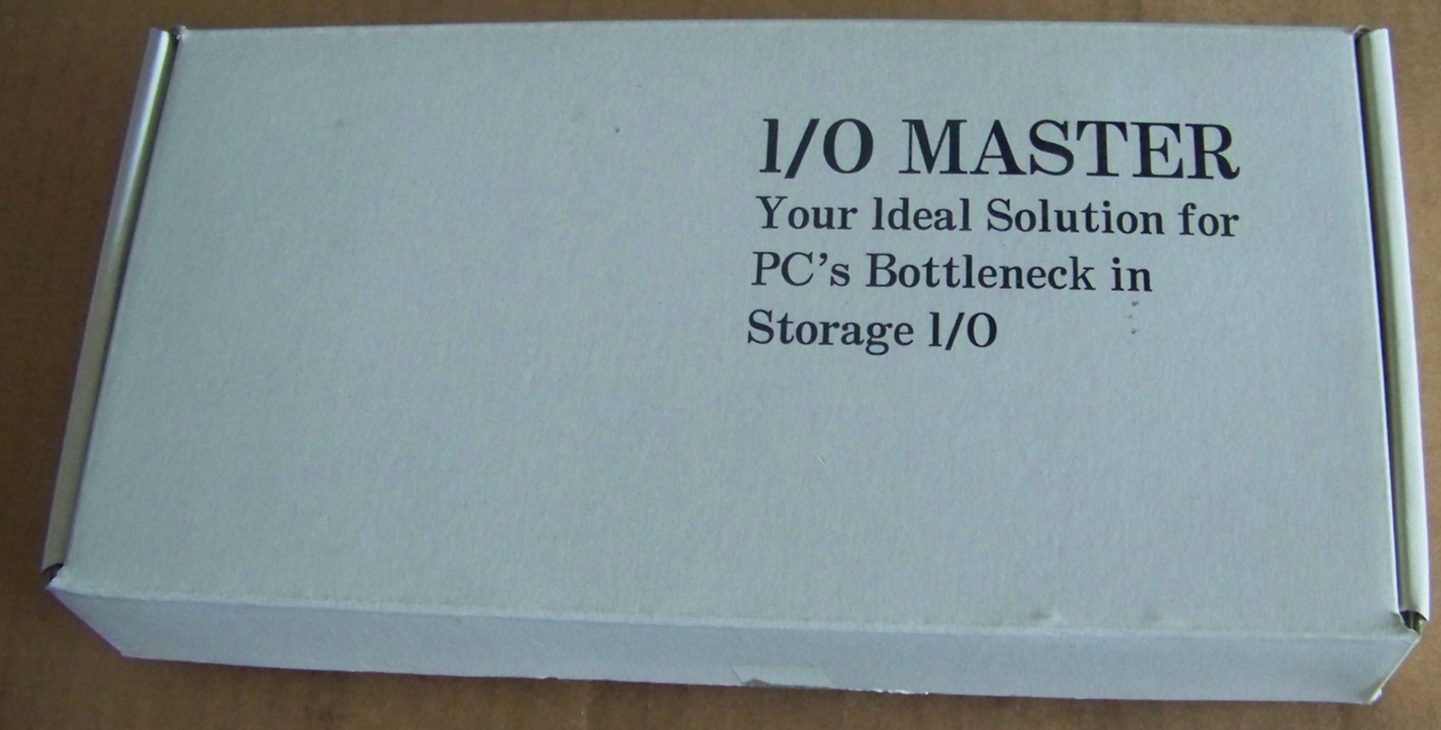 I/O MASTER
Your Ideal Solution for
PC's Bottleneck in
Storage I/O